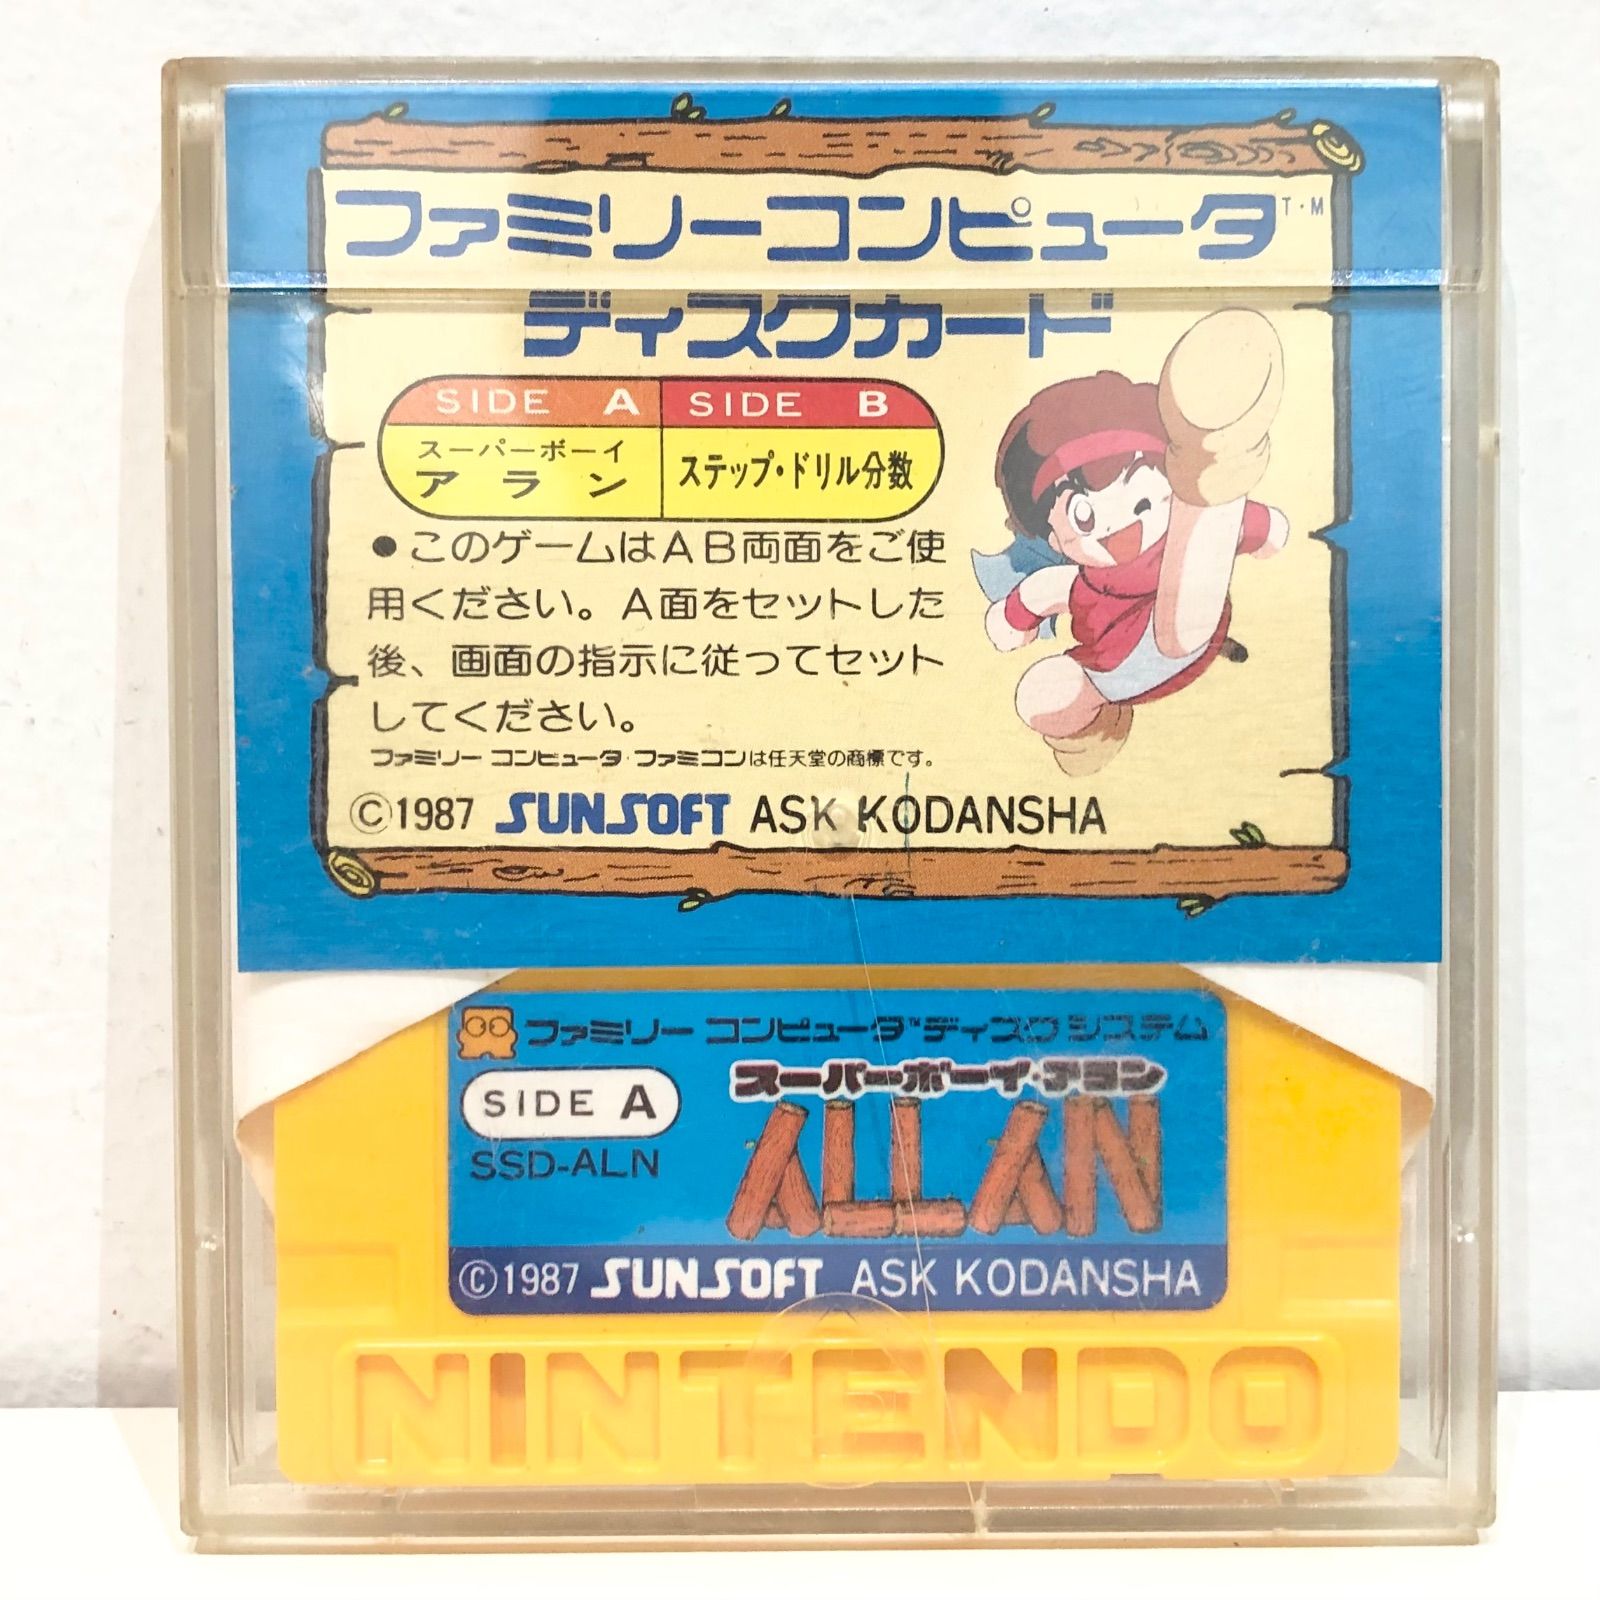 ファミリーコンピュータT・M
ディスクカード
SIDE A SIDE B
スーパーボーイ
アラン
ステップ・ドリル分数
●このゲームはAB両面をご使
用ください。A面をセットした
後、画面の指示に従ってセット
してください。
ファミリー コンピュータ・ファミコンは任天堂の商標です。
©1987 SUNSOFT ASK KODANSHA
ファミリー コンピュータ™ディスクシステム
スーパーボーイ・アラン
SIDE A
ALLAN
SSD-ALN
©1987 SUNSOFT ASK KODANSHA
NINTENDO